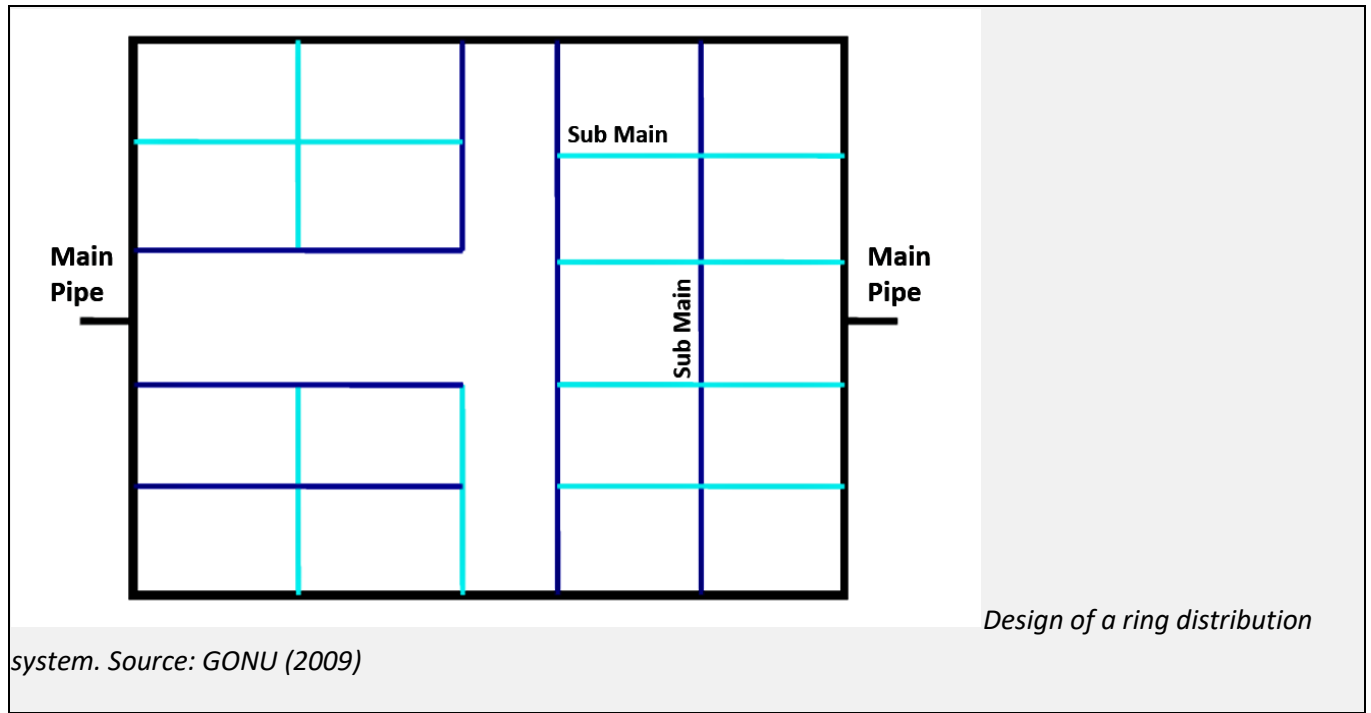 Sub Main
Main
Pipe
Sub Main
Main
Pipe
Design of a ring distribution
system. Source: GONU (2009)